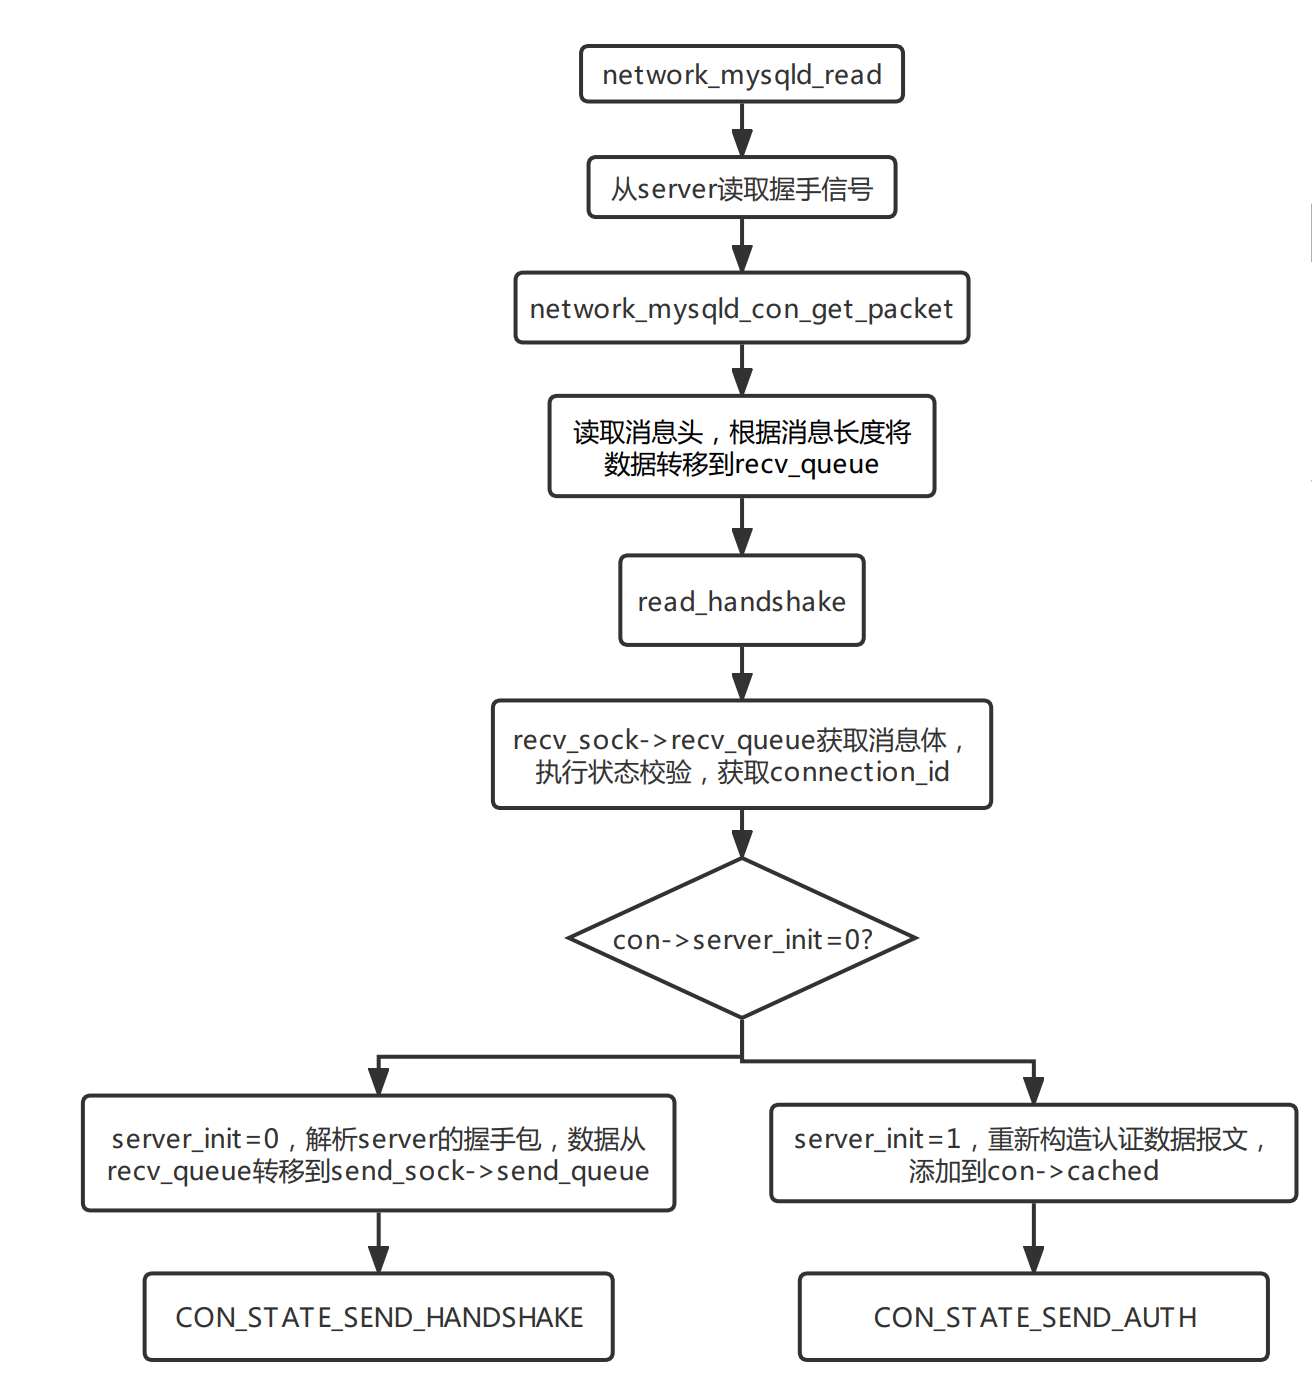 network_mysqld_read
从server读取握手信号
network_mysqld_con_get_packet
读取消息头，根据消息长度将
数据转移到recv_queue
read_handshake
recv_sock->recv_queue获取消息体，
执行状态校验，获取connection_id
con->server_init=0?
server_init=0，解析server的握手包，数据从
recv_queue转移到send_sock->send_queue
server_init=1，重新构造认证数据报文，
添加到con->cached
CON_STATE_SEND_HANDSHAKE
CON_STATE_SEND_AUTH